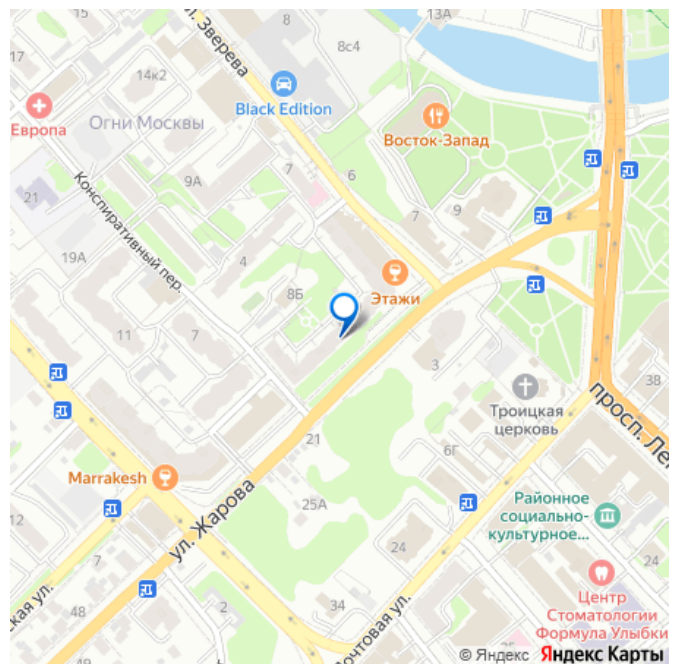 13А
8
8с4
л. Зверева
17
14к2
Black Edition
Европа
Огни Москвы
Восток-Запад
7
6
9А
21
7
9
Конспиративный пер.
19А
4
8Б
Этажи
11
7
3
38
Троицкая
церковь
просп. Ле
21
6Г
Marrakesh
25А
12
ул. Жарова
Районное
социально-
культурное...
24
24
7
ская ул.
48
2
34
Почтовая ул.
Центр
Стоматологии
Формула Улыбки
© Яндекс Яндекс Карты